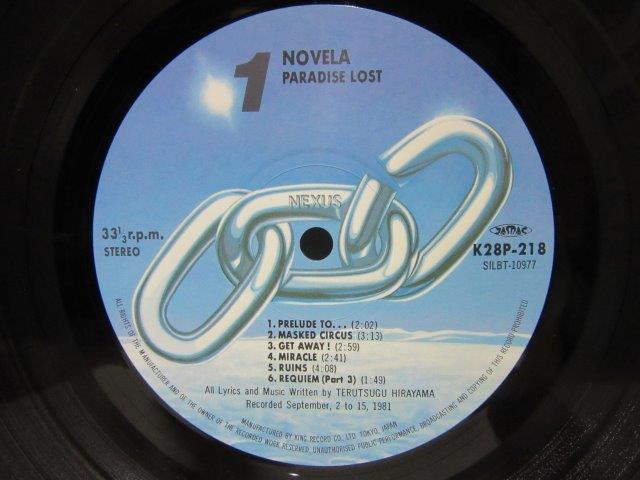 1
NOVELA
PARADISE LOST
NEXUS
33 1/3 r.p.m.
STEREO
JASRAC
K28P-218
SILBT-10977
1. PRELUDE TO... (2:02)
2. MASKED CIRCUS (3:13)
3. GET AWAY! (2:59)
4. MIRACLE (2:41)
5. RUINS (4:08)
6. REQUIEM (Part 3) (1:49)
All Lyrics and Music Written by TERUTSUGU HIRAYAMA
Recorded September, 2 to 15, 1981
MANUFACTURED BY KING RECORD CO., LTD. TOKYO, JAPAN
ALL RIGHTS OF THE MANUFACTURER AND OF THE OWNER OF THE RECORDED WORK RESERVED, UNAUTHORISED PUBLIC PERFORMANCE, BROADCASTING AND COPYING OF THIS RECORD PROHIBITED